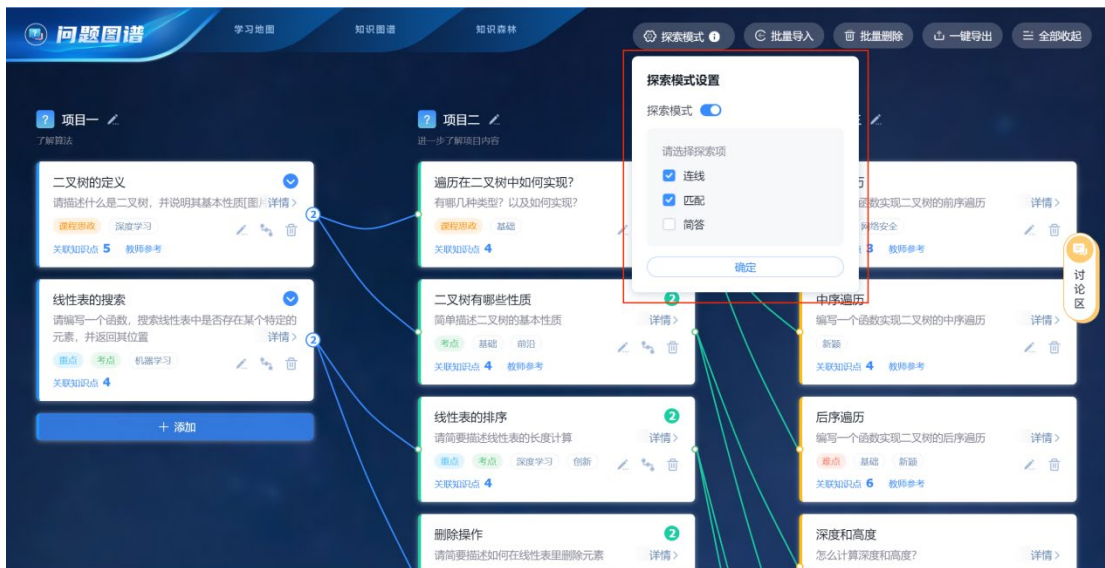 问题图谱
学习地图
知识图谱
知识森林
探索模式
批量导入
批量删除
一键导出
全部收起
探索模式设置
探索模式
请选择探索项
连线
匹配
简答
确定
? 项目一
了解算法
二叉树的定义
请描述什么是二叉树，并说明其基本性质[图 详情>
课程思政 深度学习
关联知识点 5 教师参考
2
线性表的搜索
请编写一个函数，搜索线性表中是否存在某个特定的
元素，并返回其位置 详情>
重点 考点 机器学习
关联知识点 4
2
+ 添加
? 项目二
进一步了解项目内容
遍历在二叉树中如何实现?
有哪几种类型？以及如何实现?
课程思政 基础
关联知识点 4
二叉树有哪些性质 2
简单描述二叉树的基本性质 详情>
考点 基础 前沿
关联知识点 4 教师参考
线性表的排序 2
请简要描述线性表的长度计算 详情>
重点 考点 深度学习 创新
关联知识点 4
删除操作 2
请简要描述如何在线性表里删除元素 详情>
函数实现二叉树的前序遍历 详情>
网络安全
3 教师参考
中序遍历
编写一个函数实现二叉树的中序遍历 详情>
新颖
关联知识点 4 教师参考
后序遍历
编写一个函数实现二叉树的后序遍历 详情>
重点 基础 新颖
关联知识点 6 教师参考
深度和高度
怎么计算深度和高度? 详情>
讨论区